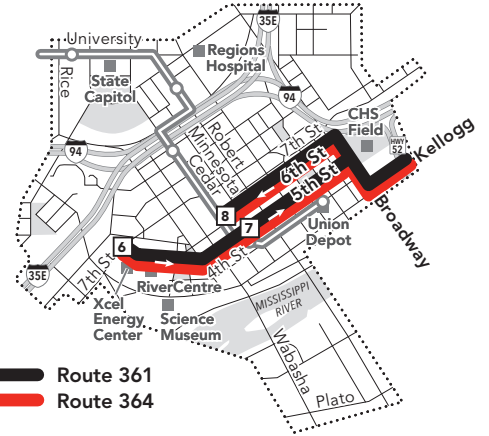 35E
University
Regions
Hospital
Rice
State
Capitol
94
CHS
Field
HWY
52
Kellogg
94
Robert
Minnesota
Cedar
7th St
6th St
5th St
8
7
6
Broadway
Union
Depot
4th St
7th St
35E
RiverCentre
Xcel
Energy
Center
Science
Museum
MISSISSIPPI
RIVER
Wabasha
Plato
Route 361
Route 364